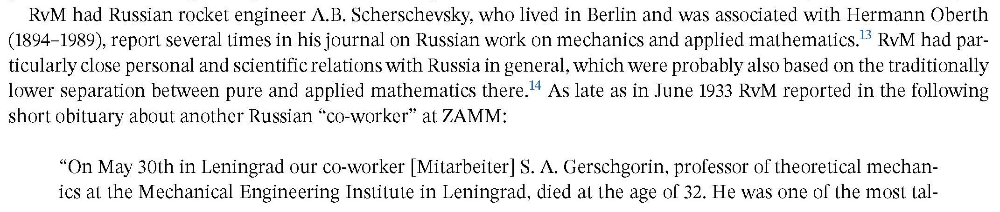 RvM had Russian rocket engineer A.B. Scherschevsky, who lived in Berlin and was associated with Hermann Oberth
(1894–1989), report several times in his journal on Russian work on mechanics and applied mathematics.13 RvM had par-
ticularly close personal and scientific relations with Russia in general, which were probably also based on the traditionally
lower separation between pure and applied mathematics there.14 As late as in June 1933 RvM reported in the following
short obituary about another Russian “co-worker” at ZAMM:
“On May 30th in Leningrad our co-worker [Mitarbeiter] S. A. Gerschgorin, professor of theoretical mechan-
ics at the Mechanical Engineering Institute in Leningrad, died at the age of 32. He was one of the most tal-